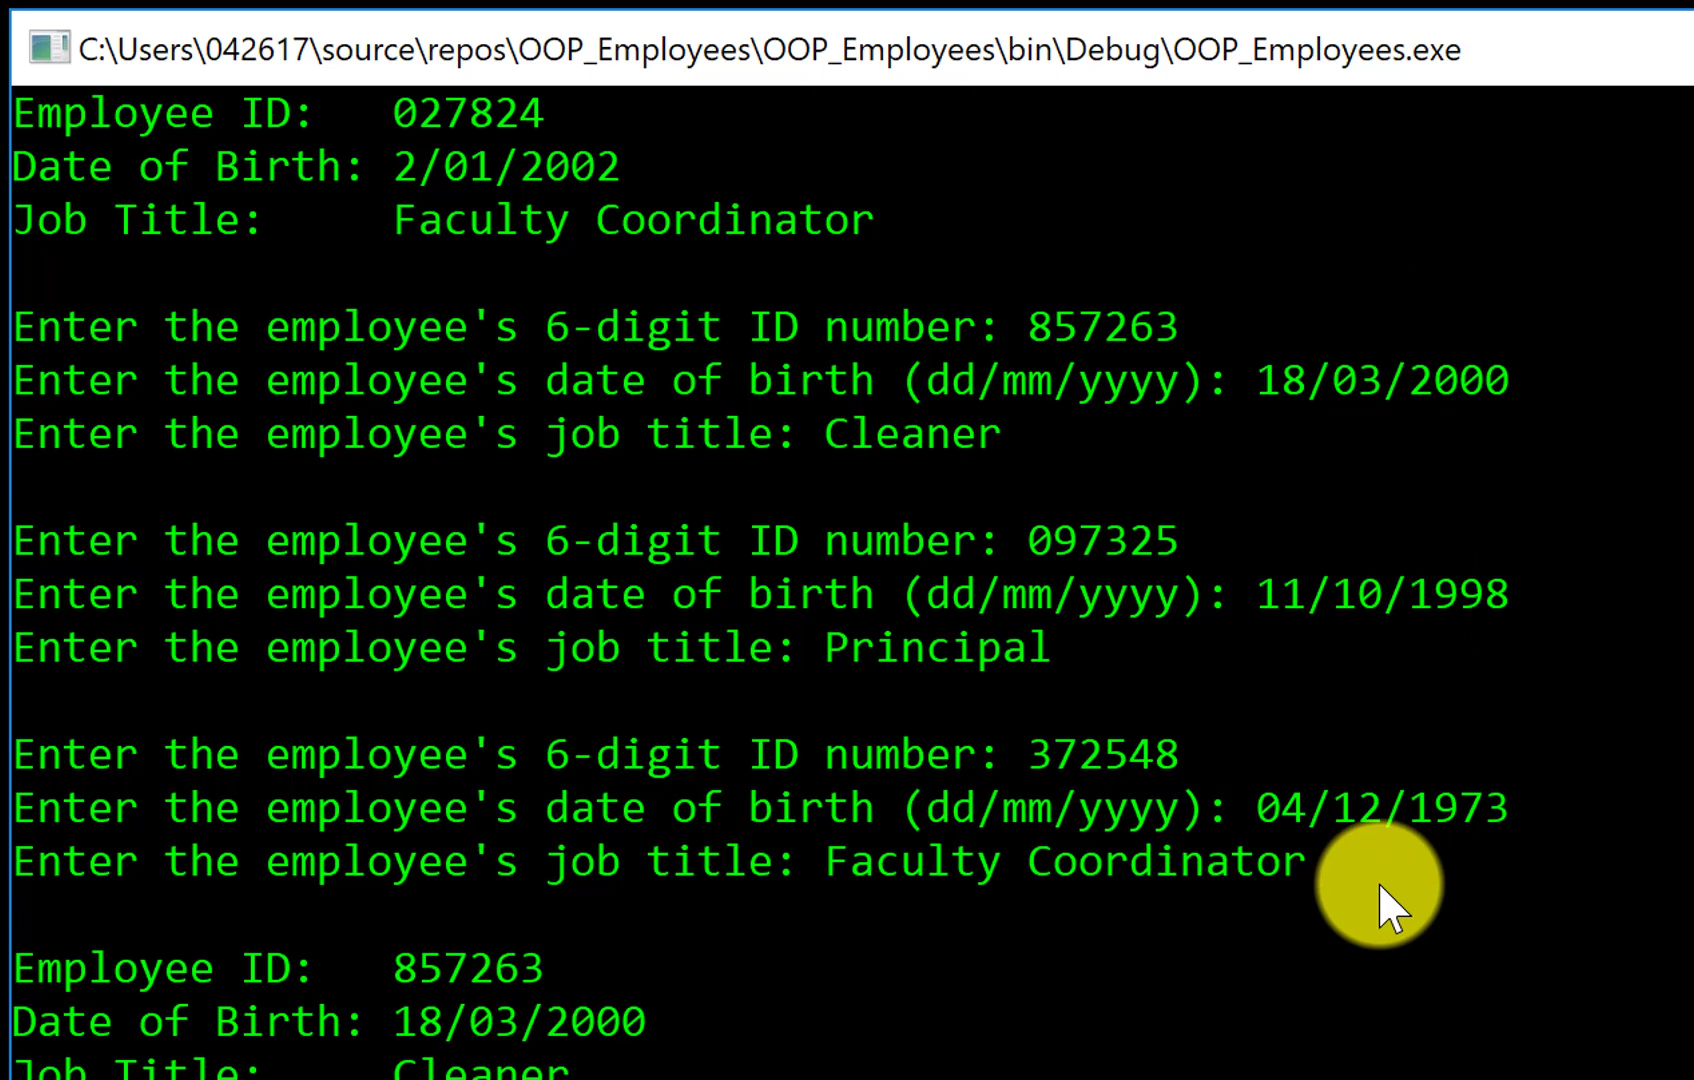 C:\Users\042617\source\repos\OOP_Employees\OOP_Employees\bin\Debug\OOP_Employees.exe
Employee ID:   027824
Date of Birth: 2/01/2002
Job Title:     Faculty Coordinator
Enter the employee's 6-digit ID number: 857263
Enter the employee's date of birth (dd/mm/yyyy): 18/03/2000
Enter the employee's job title: Cleaner
Enter the employee's 6-digit ID number: 097325
Enter the employee's date of birth (dd/mm/yyyy): 11/10/1998
Enter the employee's job title: Principal
Enter the employee's 6-digit ID number: 372548
Enter the employee's date of birth (dd/mm/yyyy): 04/12/1973
Enter the employee's job title: Faculty Coordinator
Employee ID:   857263
Date of Birth: 18/03/2000
Job Title:     Cleaner